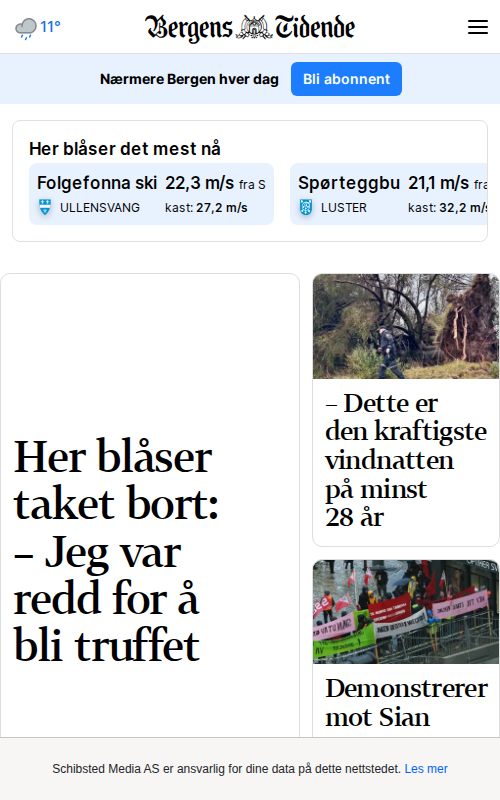 11°
Bergens Tidende
Nærmere Bergen hver dag
Bli abonnent
Her blåser det mest nå
Folgefonna ski 22,3 m/s fra S
ULLENSVANG kast: 27,2 m/s
Spørteggbu 21,1 m/s
LUSTER kast: 32,2 m/s
Her blåser
taket bort:
– Jeg var
redd for å
bli truffet
– Dette er
den kraftigste
vindnatten
på minst
28 år
Demonstrerer
mot Sian
Schibsted Media AS er ansvarlig for dine data på dette nettstedet. Les mer